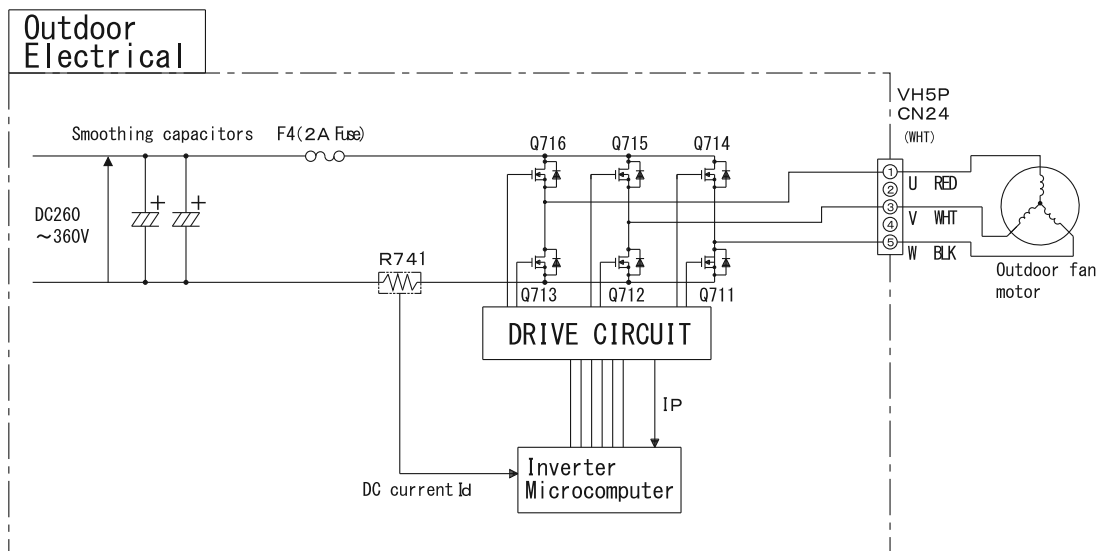 Outdoor
Electrical
VH5P
CN24
(WHT)
Smoothing capacitors F4(2A Fuse)
Q716 Q715 Q714
DC260
～360V
+ +
① U RED
②
③ V WHT
④
⑤ W BLK
Outdoor fan
motor
R741
Q713 Q712 Q711
DRIVE CIRCUIT
IP
Inverter
Microcomputer
DC current Id